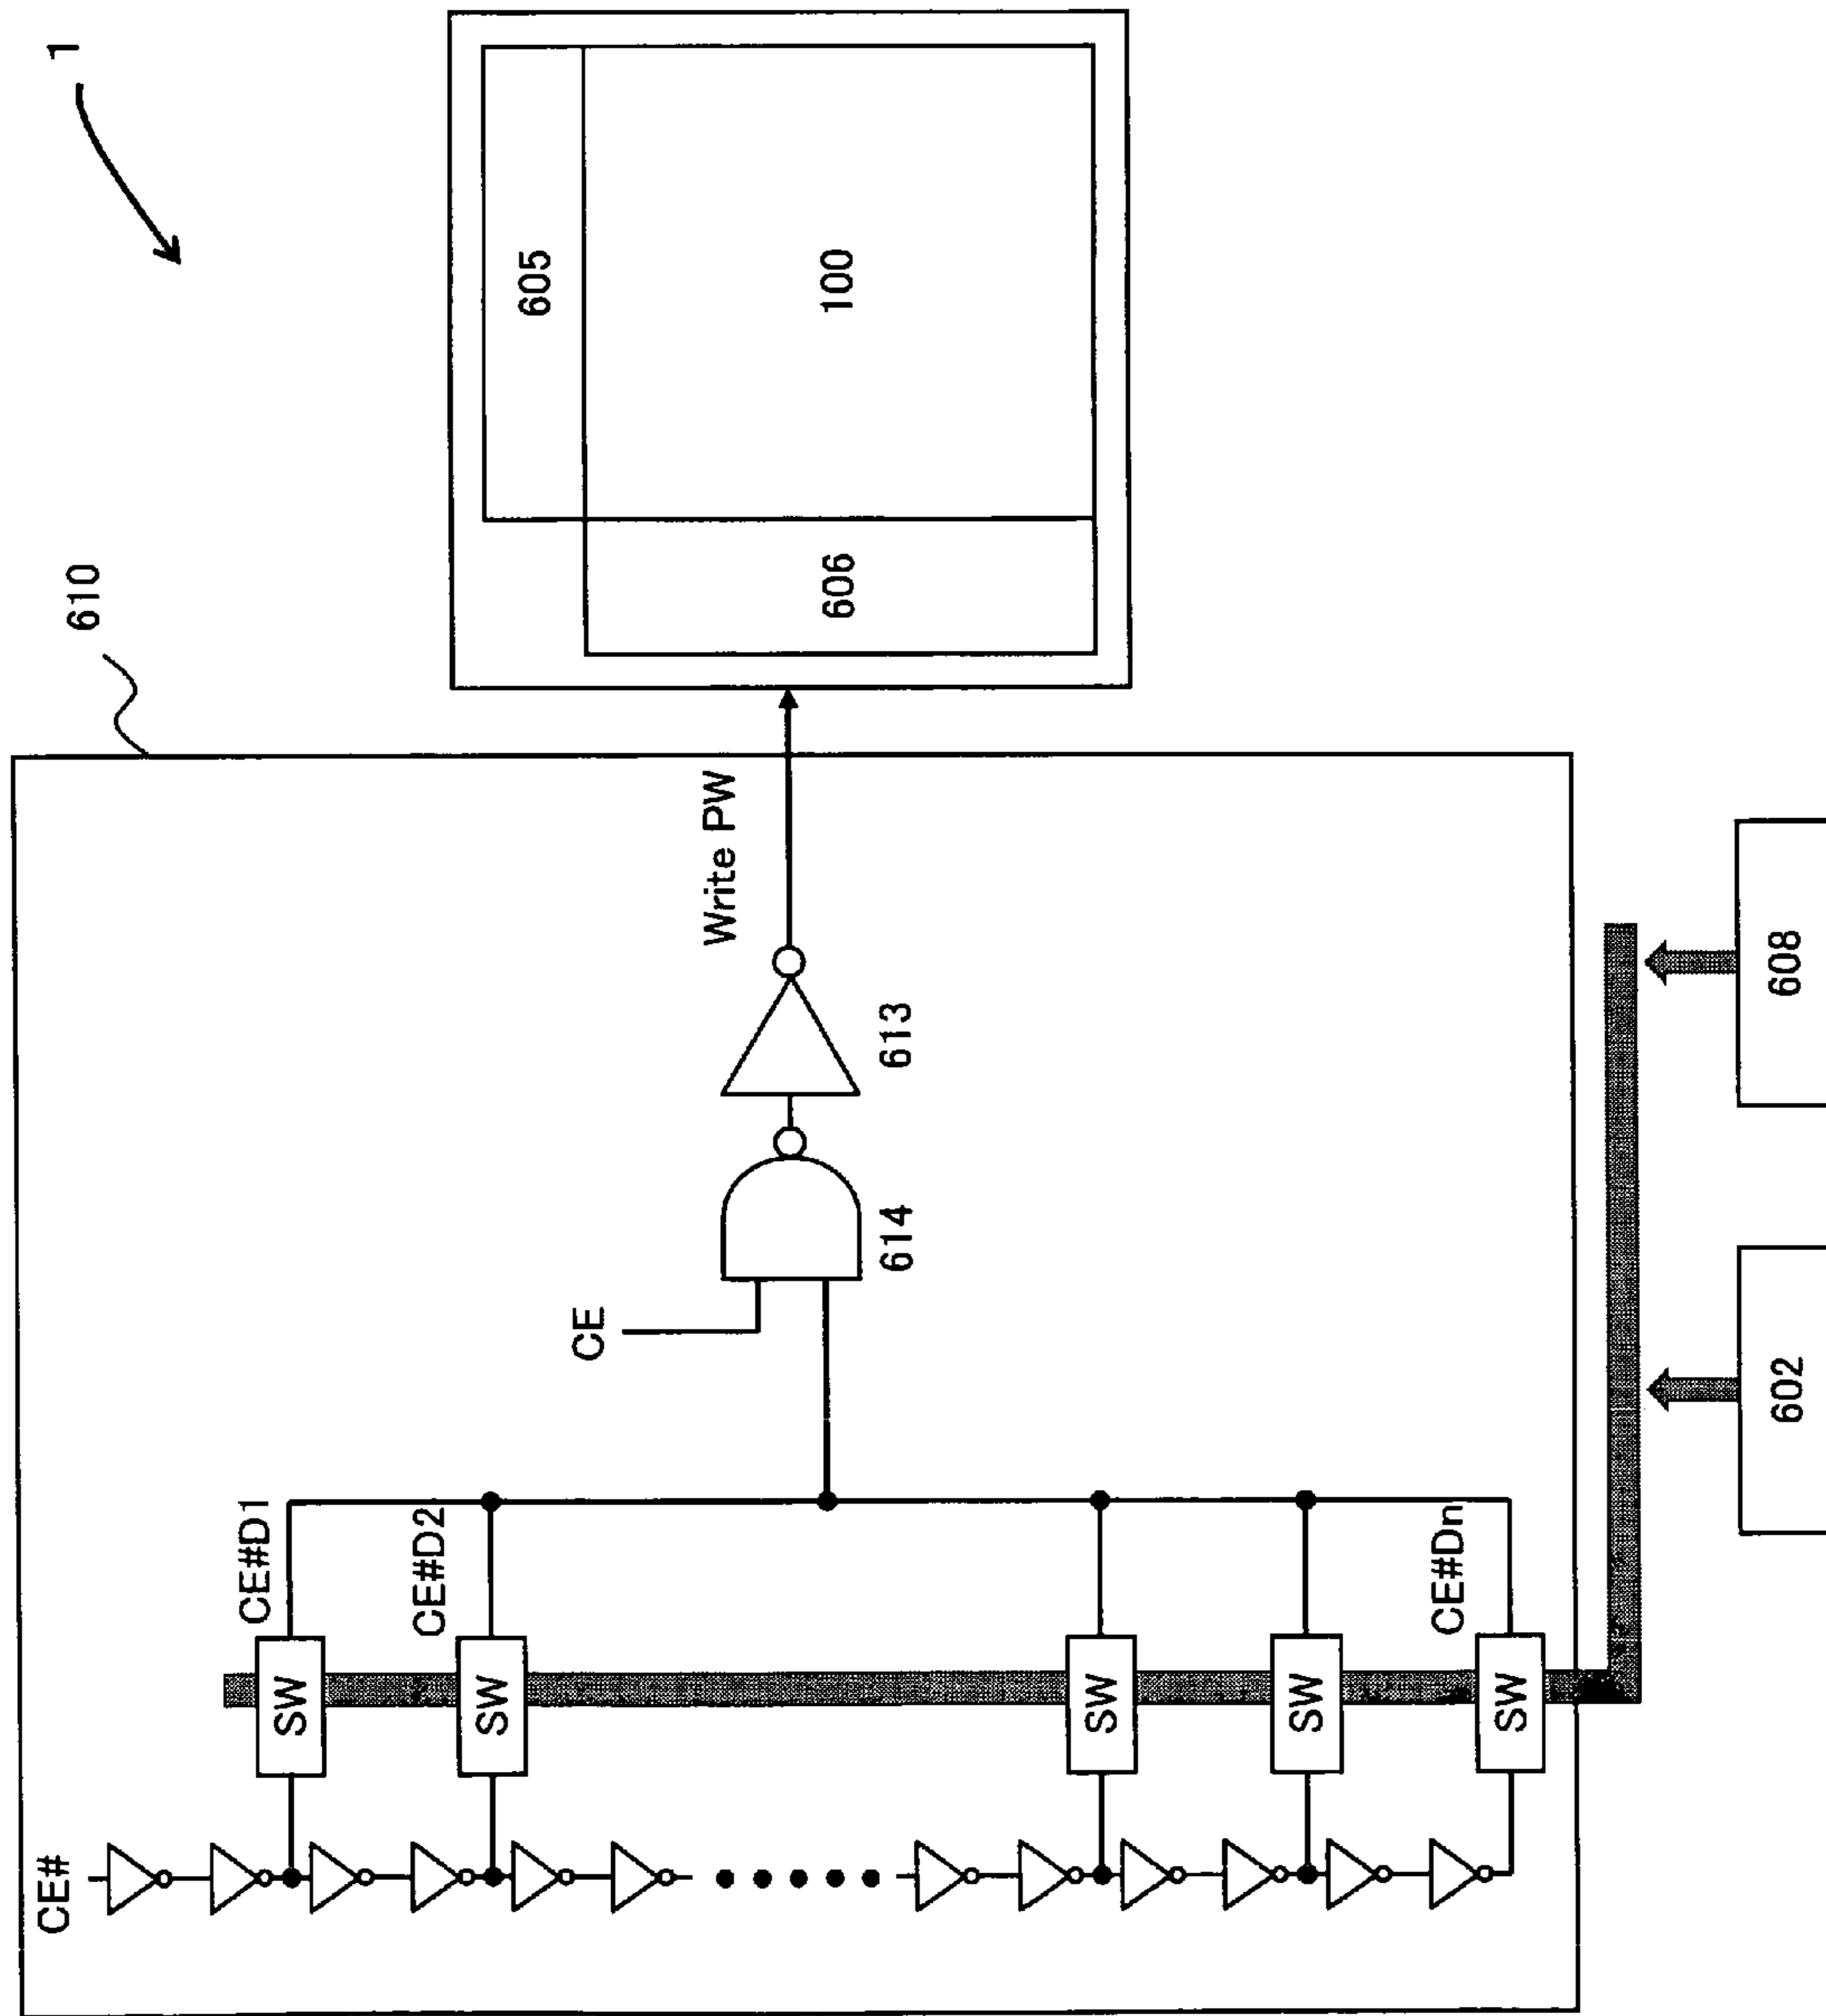 CE#
610
1
CE#D1
SW
CE#D2
SW
605
CE
Write PW
606
100
614
613
SW
SW
CE#Dn
SW
602
608